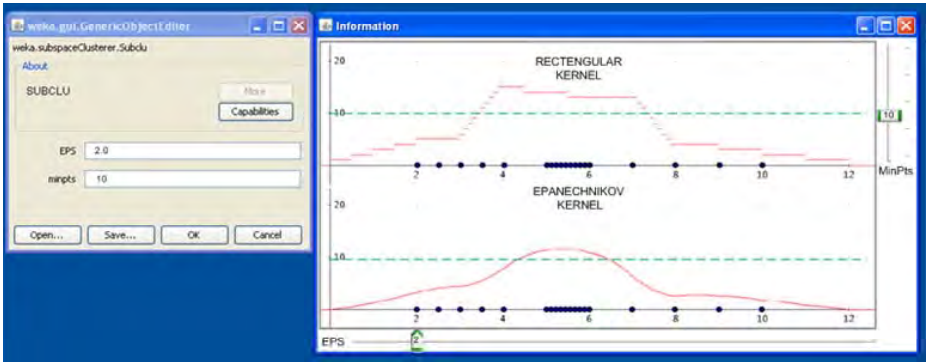 weka.gui.GenericObjectEditor
weka.subspaceClusterer.Subclu
About
SUBCLU
More
Capabilities
EPS 2.0
minpts 10
Open... Save... OK Cancel
Information
20
RECTENGULAR
KERNEL
10
2 4 6 8 10 12
10
MinPts
EPANECHNIKOV
KERNEL
20
10
2 4 6 8 10 12
EPS 2